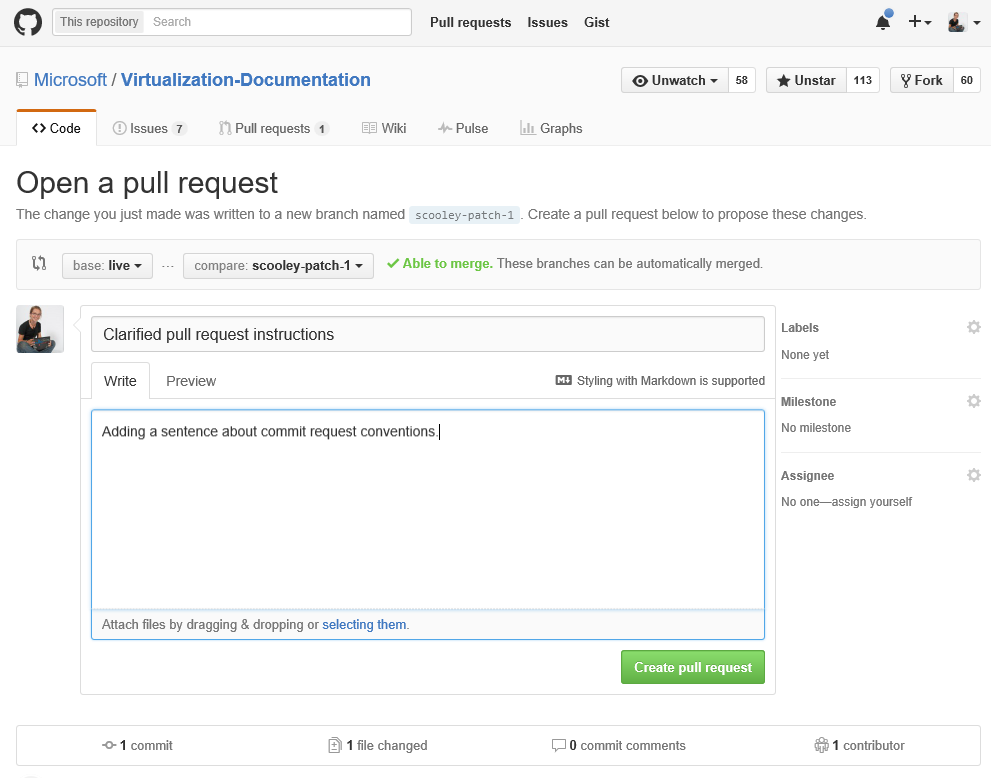 This repository Search Pull requests Issues Gist
Microsoft / Virtualization-Documentation Unwatch 58 Unstar 113 Fork 60
Code Issues 7 Pull requests 1 Wiki Pulse Graphs
Open a pull request
The change you just made was written to a new branch named scooley-patch-1. Create a pull request below to propose these changes.
base: live ... compare: scooley-patch-1 Able to merge. These branches can be automatically merged.
Clarified pull request instructions
Labels
None yet
Write Preview Styling with Markdown is supported
Milestone
No milestone
Adding a sentence about commit request conventions.
Assignee
No one—assign yourself
Attach files by dragging & dropping or selecting them.
Create pull request
1 commit 1 file changed 0 commit comments 1 contributor